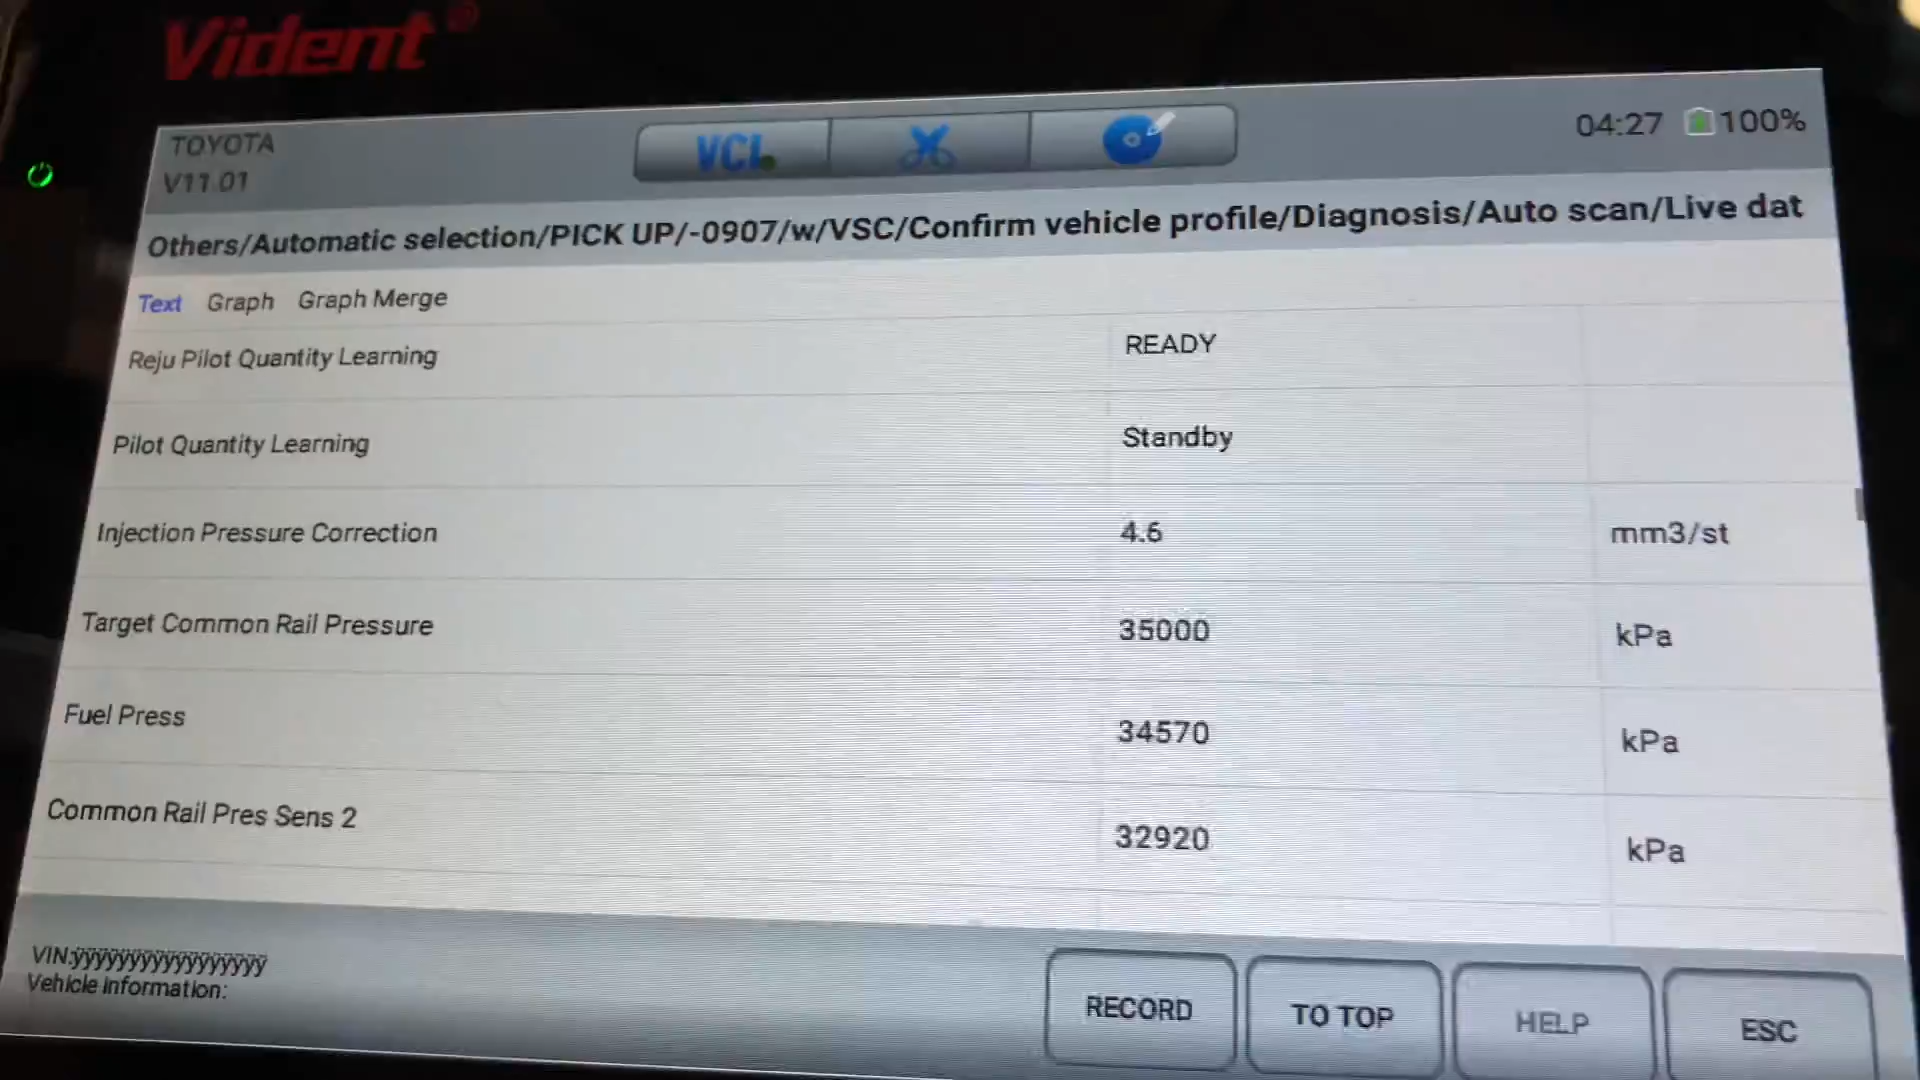 Vident®
TOYOTA
V11.01
VCI
04:27 100%
Others/Automatic selection/PICK UP/-0907/w/VSC/Confirm vehicle profile/Diagnosis/Auto scan/Live dat
Text Graph Graph Merge
Reju Pilot Quantity Learning READY
Pilot Quantity Learning Standby
Injection Pressure Correction 4.6 mm3/st
Target Common Rail Pressure 35000 kPa
Fuel Press 34570 kPa
Common Rail Pres Sens 2 32920 kPa
VIN:ÿÿÿÿÿÿÿÿÿÿÿÿÿÿÿÿÿ
Vehicle information:
RECORD TO TOP HELP ESC